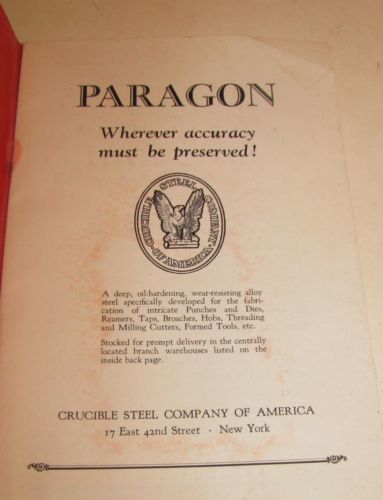 PARAGON
Wherever accuracy
must be preserved!
CRUCIBLE STEEL COMPANY
OF AMERICA
A deep, oil-hardening, wear-resisting alloy
steel specifically developed for the fabri-
cation of intricate Punches and Dies,
Reamers, Taps, Broaches, Hobs, Threading
and Milling Cutters, Formed Tools, etc.
Stocked for prompt delivery in the centrally
located branch warehouses listed on the
inside back page.
CRUCIBLE STEEL COMPANY OF AMERICA
17 East 42nd Street · New York